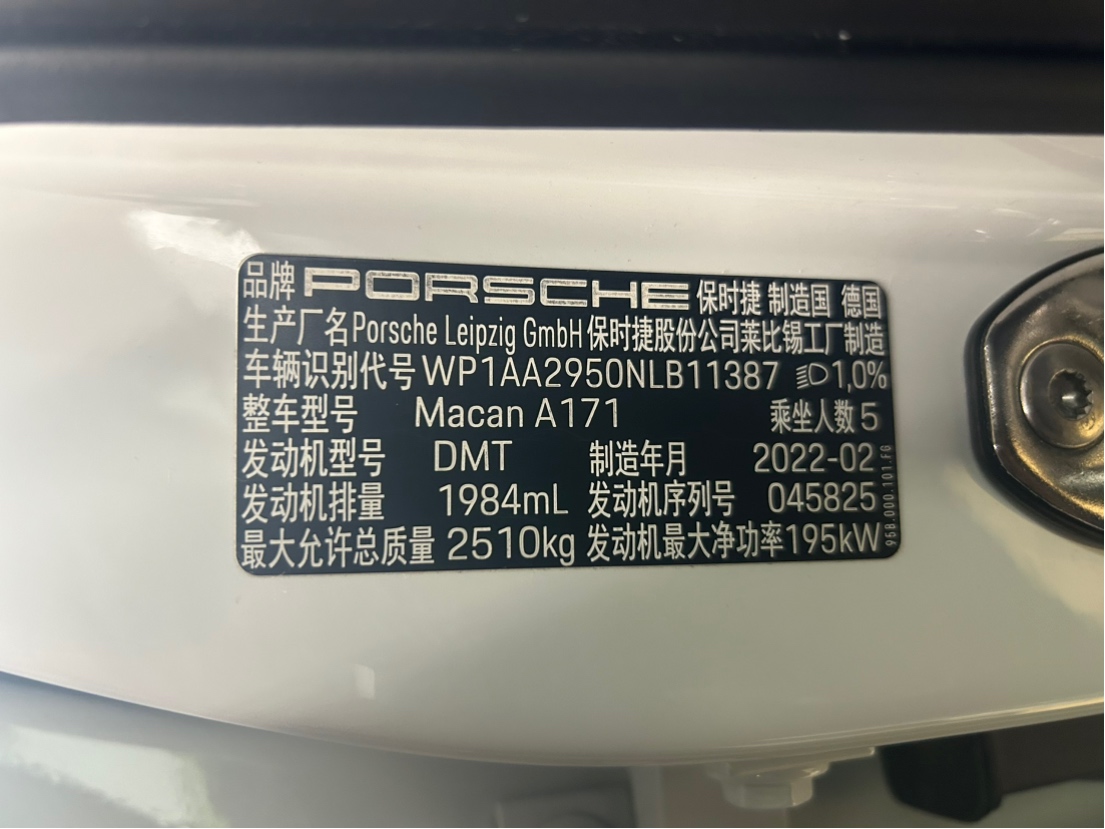 品牌 PORSCHE 保时捷 制造国 德国
生产厂名 Porsche Leipzig GmbH 保时捷股份公司莱比锡工厂制造
车辆识别代号 WP1AA2950NLB11387 1,0%
整车型号 Macan A171 乘坐人数 5
发动机型号 DMT 制造年月 2022-02
发动机排量 1984mL 发动机序列号 045825
最大允许总质量 2510kg 发动机最大净功率 195kW
95B.000.101.FG